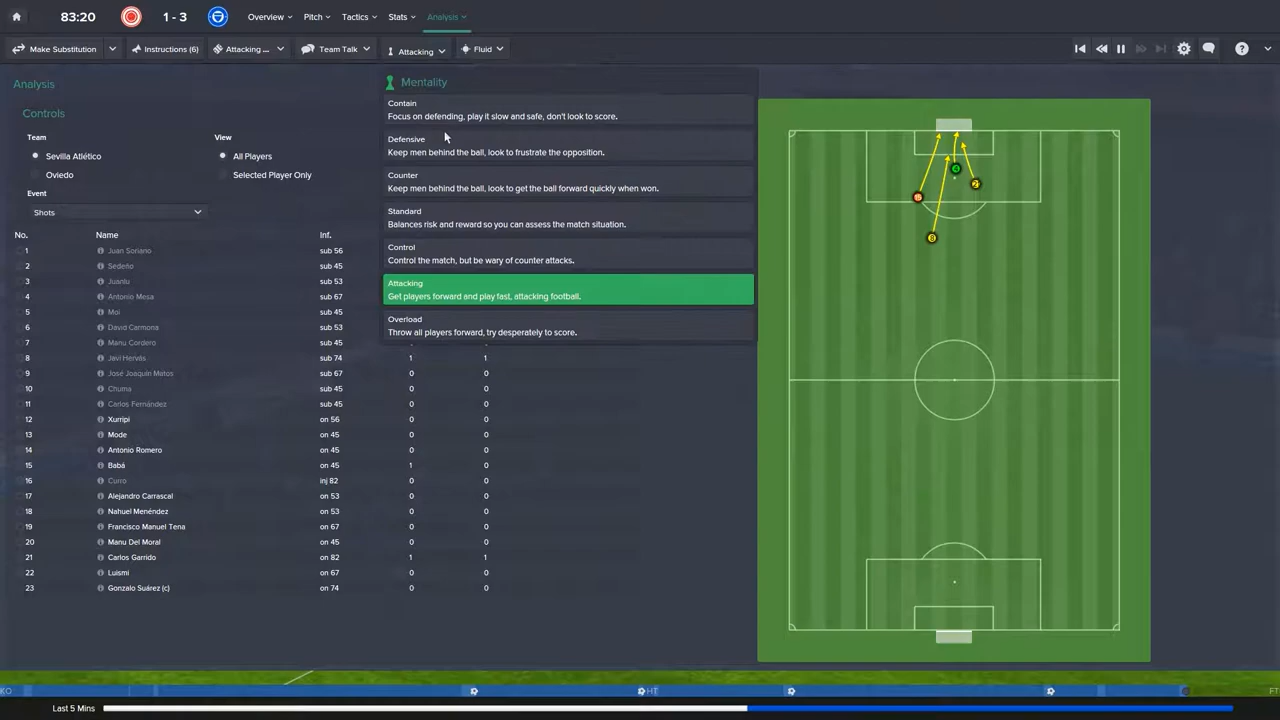 83:20
1 - 3
Overview
Pitch
Tactics
Stats
Analysis
Make Substitution
Instructions (6)
Attacking ...
Team Talk
Attacking
Fluid
?
Analysis
Controls
Team
View
Sevilla Atlético
All Players
Oviedo
Selected Player Only
Event
Shots
Mentality
Contain
Focus on defending, play it slow and safe, don't look to score.
Defensive
Keep men behind the ball, look to frustrate the opposition.
Counter
Keep men behind the ball, look to get the ball forward quickly when won.
Standard
Balances risk and reward so you can assess the match situation.
Control
Control the match, but be wary of counter attacks.
Attacking
Get players forward and play fast, attacking football.
Overload
Throw all players forward, try desperately to score.
No. Name Inf.
1 Juan Soriano sub 56
2 Sedeño sub 45
3 Juanlu sub 53
4 Antonio Mesa sub 67
5 Moi sub 45
6 David Carmona sub 53
7 Manu Cordero sub 45
8 Javi Hervás sub 74 1 1
9 José Joaquín Matos sub 67 0 0
10 Chuma sub 45 0 0
11 Carlos Fernández sub 45 0 0
12 Xurripi on 56 0 0
13 Mode on 45 0 0
14 Antonio Romero on 45 0 0
15 Babá on 45 1 0
16 Curro inj 82 0 0
17 Alejandro Carrascal on 53 0 0
18 Nahuel Menéndez on 53 0 0
19 Francisco Manuel Tena on 67 0 0
20 Manu Del Moral on 45 0 0
21 Carlos Garrido on 82 1 1
22 Luismi on 67 0 0
23 Gonzalo Suárez (c) on 74 0 0
4
2
15
8
KO
HT
FT
Last 5 Mins